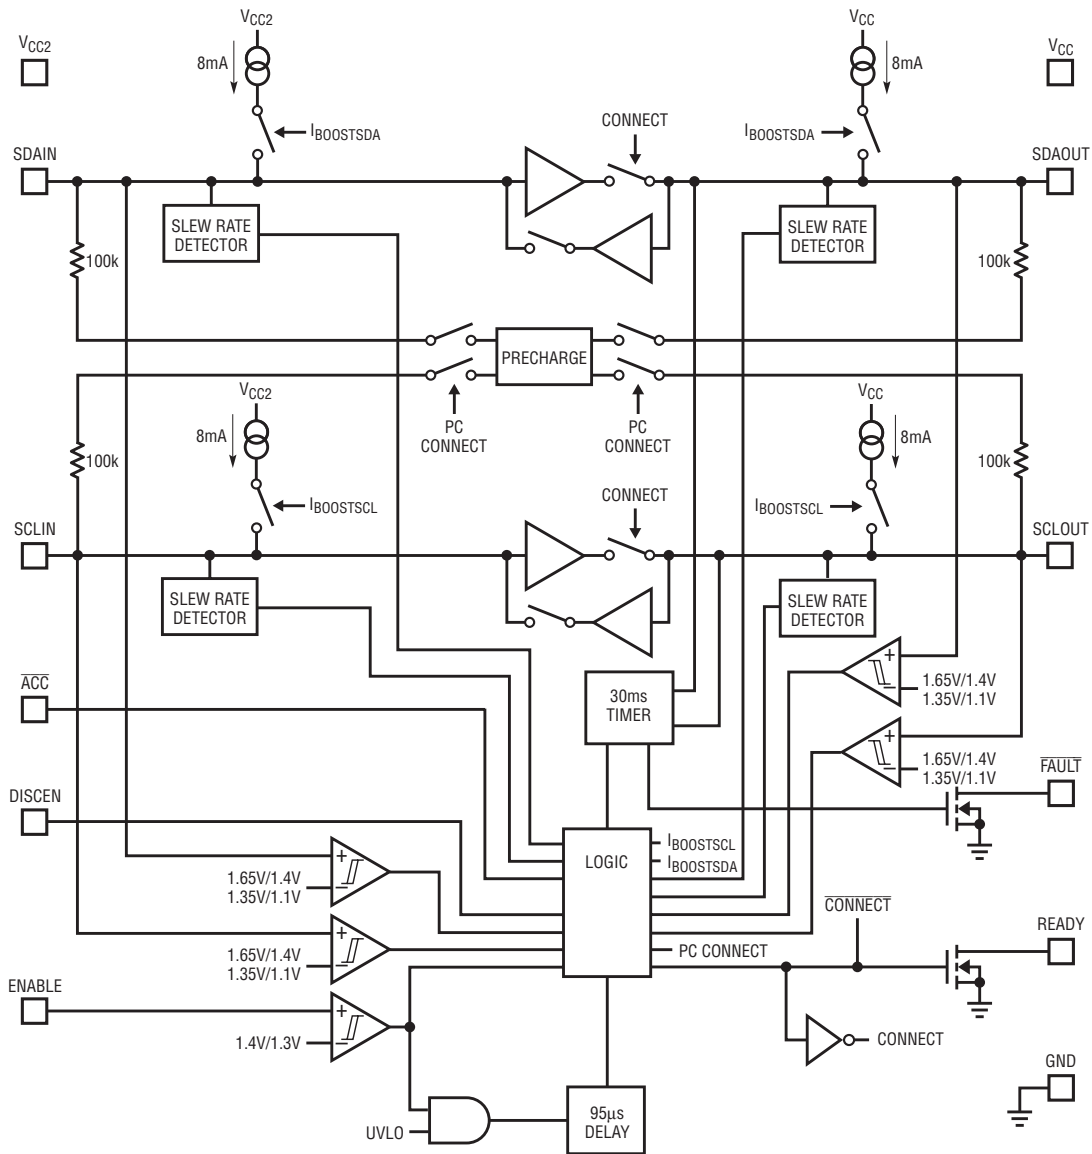 VCC2
VCC
VCC2
8mA
8mA
VCC
CONNECT
IBOOSTSDA
IBOOSTSDA
SDAIN
SDAOUT
SLEW RATE
DETECTOR
SLEW RATE
DETECTOR
100k
100k
PRECHARGE
VCC2
PC
CONNECT
PC
CONNECT
VCC
8mA
8mA
100k
100k
CONNECT
IBOOSTSCL
IBOOSTSCL
SCLIN
SCLOUT
SLEW RATE
DETECTOR
SLEW RATE
DETECTOR
+
–
1.65V/1.4V
1.35V/1.1V
ACC
30ms
TIMER
+
–
1.65V/1.4V
1.35V/1.1V
FAULT
DISCEN
LOGIC
IBOOSTSCL
IBOOSTSDA
+
–
1.65V/1.4V
1.35V/1.1V
CONNECT
READY
+
–
1.65V/1.4V
1.35V/1.1V
PC CONNECT
ENABLE
+
–
1.4V/1.3V
CONNECT
GND
UVLO
95µs
DELAY